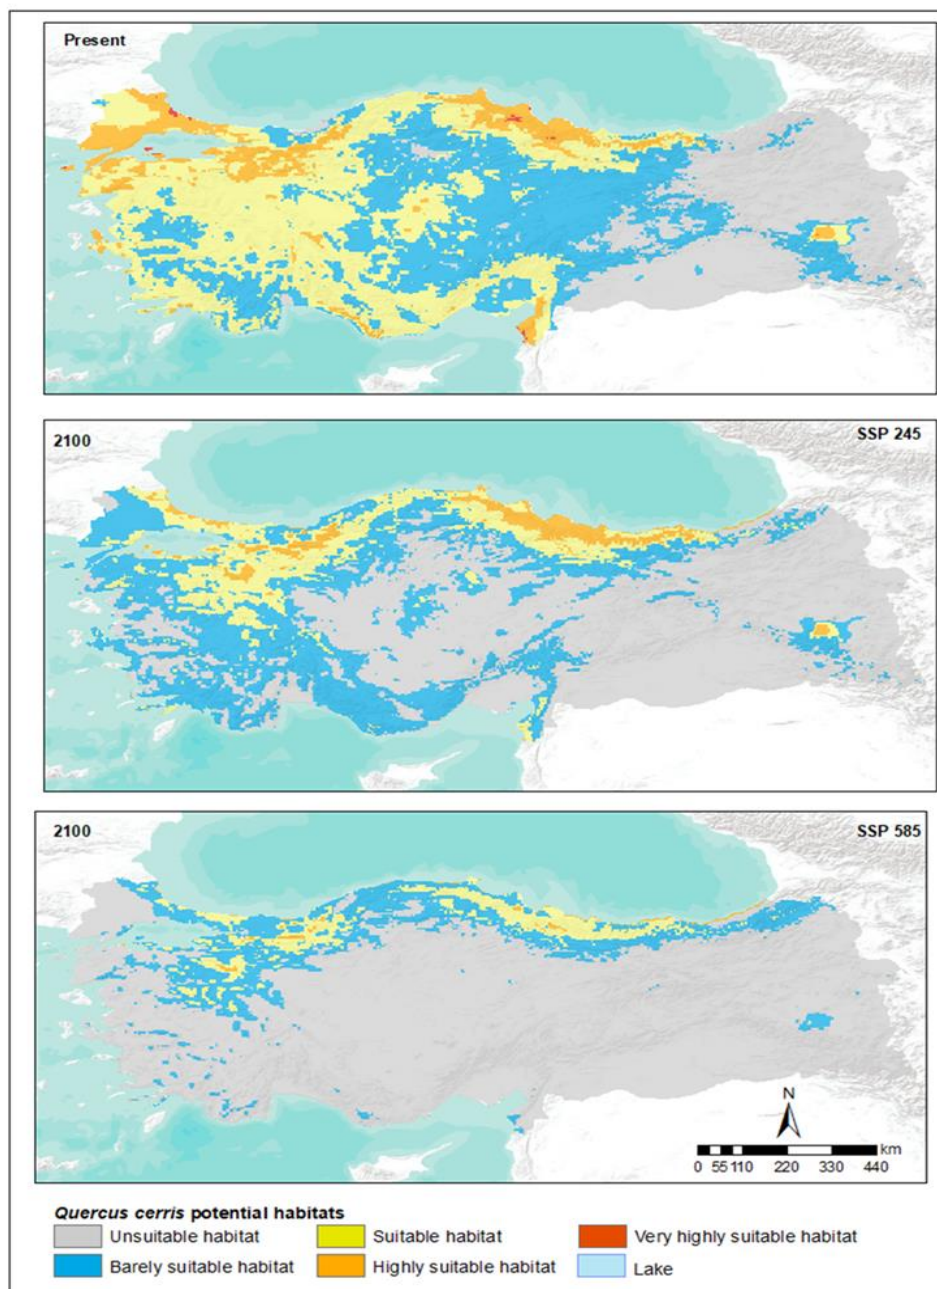 Present
2100
SSP 245
2100
SSP 585
N
km
0 55 110 220 330 440
Quercus cerris potential habitats
Unsuitable habitat
Suitable habitat
Very highly suitable habitat
Barely suitable habitat
Highly suitable habitat
Lake